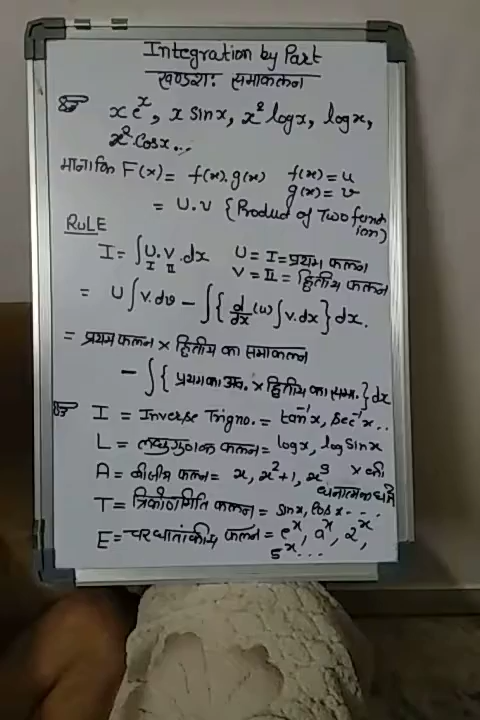 Integration by Part
खण्डशः समाकलन
xeˣ, x sinx, x² logx, logx,
x² Cosx...
माना कि F(x) = f(x).g(x) f(x) = u
g(x) = v
= U.v {Product of Two function}
RULE
I = ∫U.V.dx U = I = प्रथम फलन
I II V = II = द्वितीय फलन
= U∫v.dv - ∫{d/dx (u) ∫v.dx}dx.
= प्रथम फलन × द्वितीय का समाकलन
- ∫{प्रथम का अव. × द्वितीय का समा.}dx
I = Inverse Trigno. = tan⁻¹x, Sec⁻¹x..
L = लघुगुणक फलन = logx, log Sinx
A = बीजीय फलन = x, x²+1, x³ x की
धनात्मक घात
T = त्रिकोणमिति फलन = sinx, Cosx...
E = चरघातांकीय फलन = eˣ, aˣ, 2ˣ,
5ˣ...